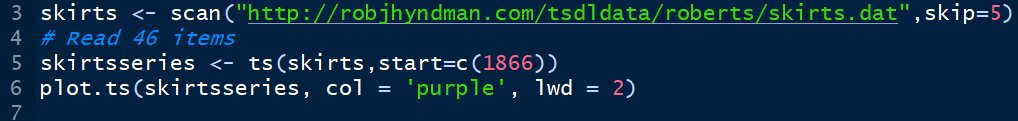 3 skirts <- scan("http://robjhyndman.com/tsdldata/roberts/skirts.dat",skip=5)
4 # Read 46 items
5 skirtsseries <- ts(skirts,start=c(1866))
6 plot.ts(skirtsseries, col = 'purple', lwd = 2)
7